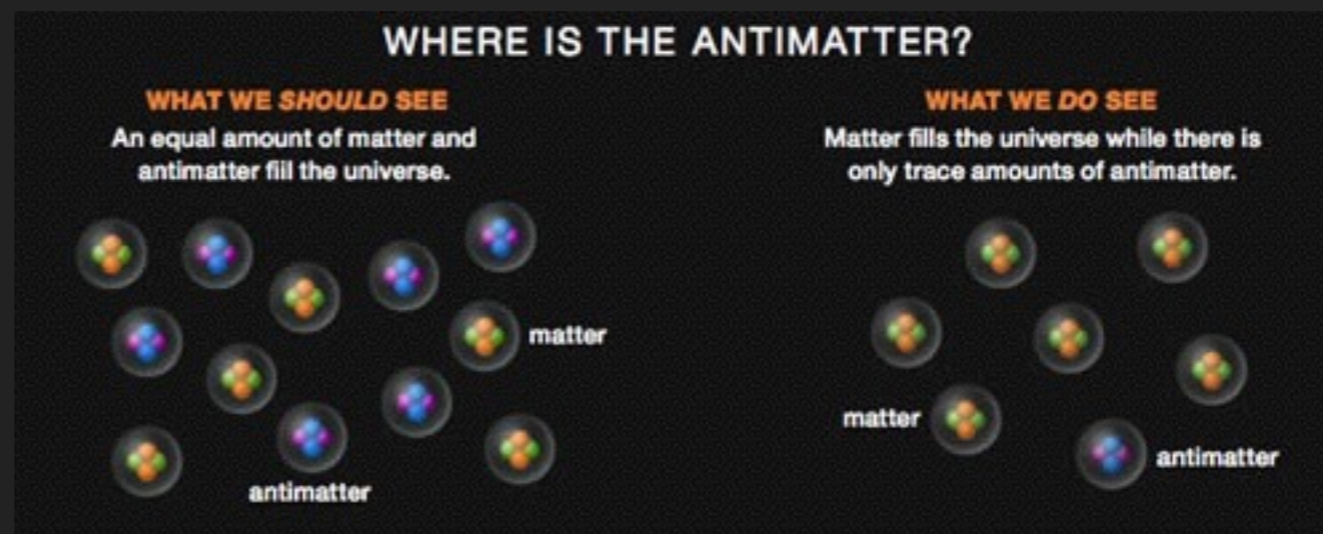 WHERE IS THE ANTIMATTER?
WHAT WE SHOULD SEE
An equal amount of matter and
antimatter fiil the universe.
matter
antimatter
WHAT WE DO SEE
Matter fills the universe while there is
only trace amounts of antimatter.
matter
antimatter